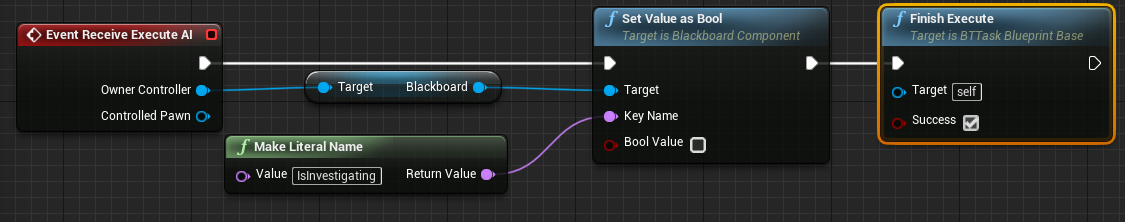 Event Receive Execute AI
Owner Controller
Controlled Pawn
Target Blackboard
Make Literal Name
Value IsInvestigating Return Value
Set Value as Bool
Target is Blackboard Component
Target
Key Name
Bool Value
Finish Execute
Target is BTTask Blueprint Base
Target self
Success